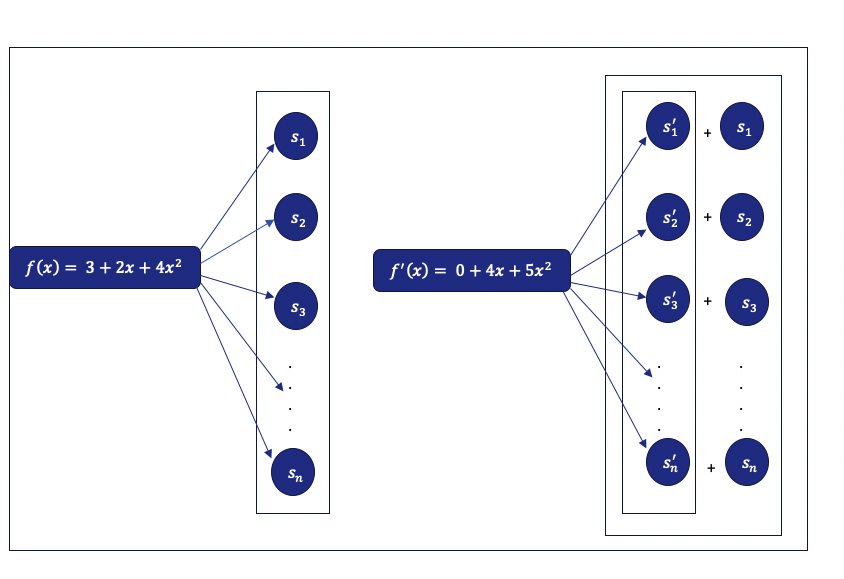 f(x) = 3 + 2x + 4x²
s₁
s₂
s₃
.
.
.
.
sₙ
f′(x) = 0 + 4x + 5x²
s′₁ + s₁
s′₂ + s₂
s′₃ + s₃
. .
. .
. .
. .
s′ₙ + sₙ